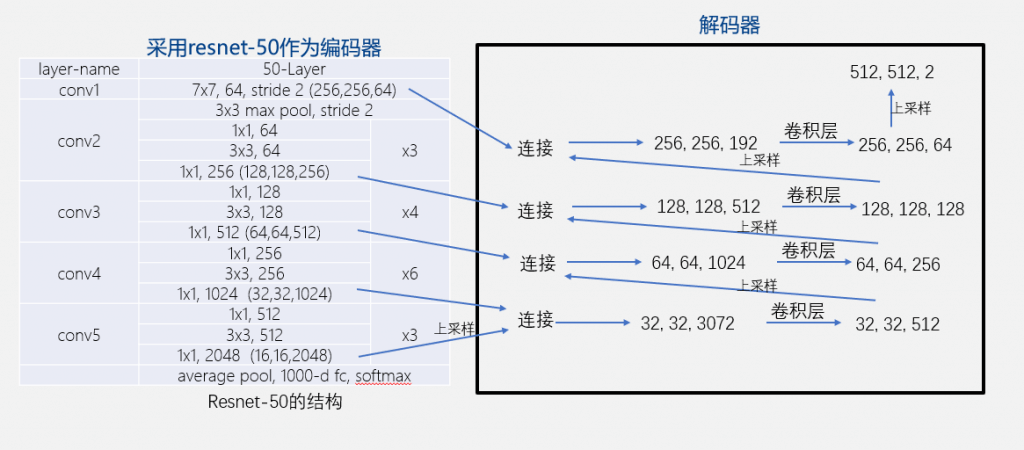 解码器
采用resnet-50作为编码器
layer-name 50-Layer
conv1 7x7, 64, stride 2 (256,256,64)
3x3 max pool, stride 2
conv2
1x1, 64
3x3, 64
x3
1x1, 256 (128,128,256)
conv3
1x1, 128
3x3, 128
x4
1x1, 512 (64,64,512)
conv4
1x1, 256
3x3, 256
x6
1x1, 1024 (32,32,1024)
conv5
1x1, 512
3x3, 512
x3
1x1, 2048 (16,16,2048)
average pool, 1000-d fc, softmax
Resnet-50的结构
上采样
512, 512, 2
上采样
连接 256, 256, 192 卷积层 256, 256, 64
上采样
连接 128, 128, 512 卷积层 128, 128, 128
上采样
连接 64, 64, 1024 卷积层 64, 64, 256
上采样
连接 32, 32, 3072 卷积层 32, 32, 512